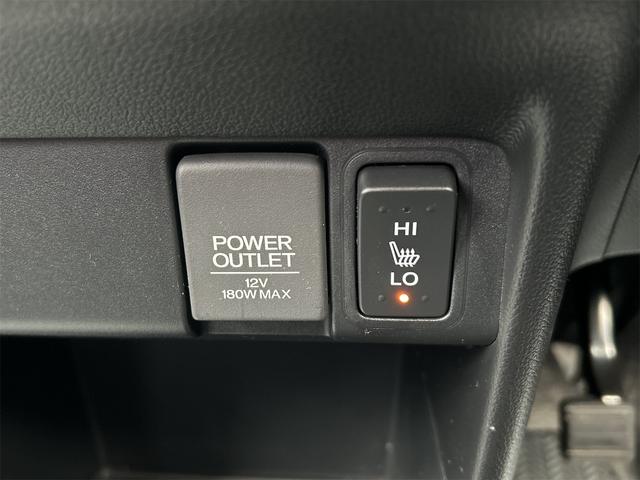 POWER
OUTLET
12V
180W MAX
HI
LO